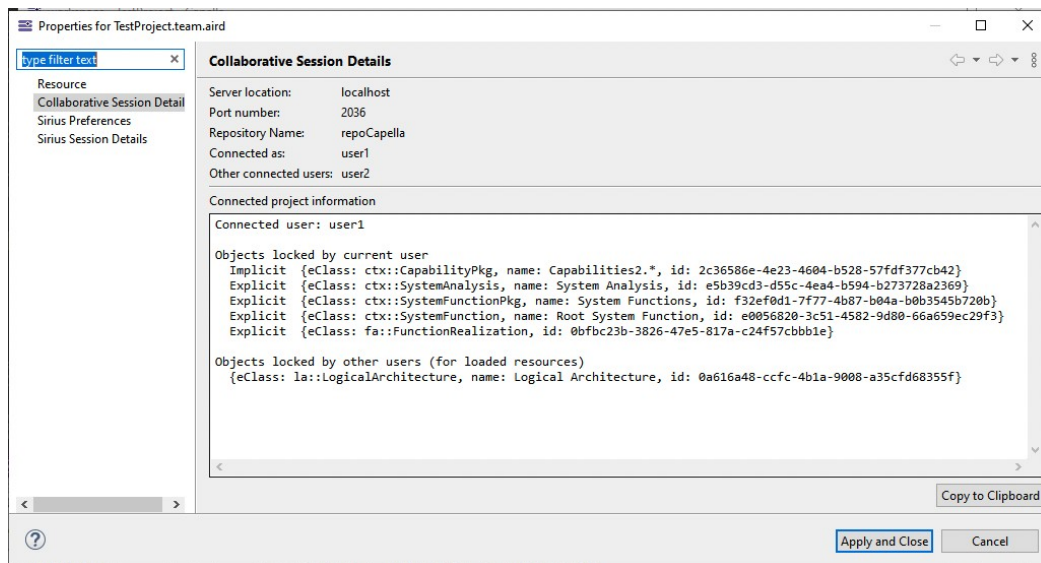 Properties for TestProject.team.aird
type filter text
Resource
Collaborative Session Detail
Sirius Preferences
Sirius Session Details
Collaborative Session Details
Server location: localhost
Port number: 2036
Repository Name: repoCapella
Connected as: user1
Other connected users: user2
Connected project information
Connected user: user1
Objects locked by current user
Implicit {eClass: ctx::CapabilityPkg, name: Capabilities2.*, id: 2c36586e-4e23-4604-b528-57fdf377cb42}
Explicit {eClass: ctx::SystemAnalysis, name: System Analysis, id: e5b39cd3-d55c-4ea4-b594-b273728a2369}
Explicit {eClass: ctx::SystemFunctionPkg, name: System Functions, id: f32ef0d1-7f77-4b87-b04a-b0b3545b720b}
Explicit {eClass: ctx::SystemFunction, name: Root System Function, id: e0056820-3c51-4582-9d80-66a659ec29f3}
Explicit {eClass: fa::FunctionRealization, id: 0bfbc23b-3826-47e5-817a-c24f57cbbb1e}
Objects locked by other users (for loaded resources)
{eClass: la::LogicalArchitecture, name: Logical Architecture, id: 0a616a48-ccfc-4b1a-9008-a35cfd68355f}
Copy to Clipboard
Apply and Close
Cancel